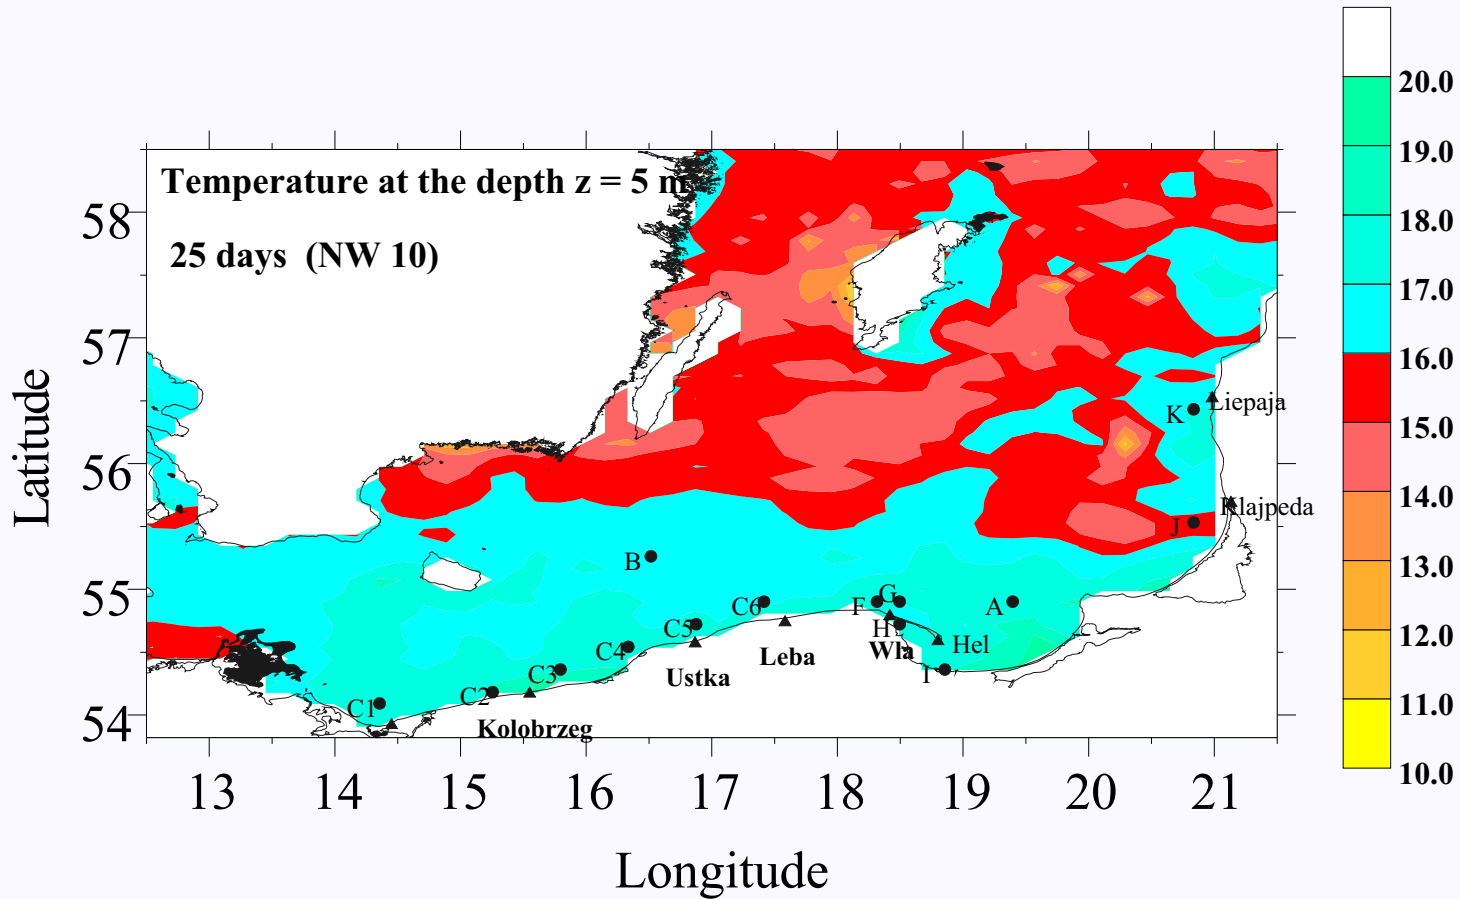 Temperature at the depth z = 5 m
25 days (NW 10)
58
57
56
55
54
Latitude
13 14 15 16 17 18 19 20 21
Longitude
K
Liepaja
Klajpeda
J
B
C6
F
G
A
C5
H
C4
Wla
Hel
Leba
C3
I
Ustka
C2
C1
Kolobrzeg
20.0
19.0
18.0
17.0
16.0
15.0
14.0
13.0
12.0
11.0
10.0